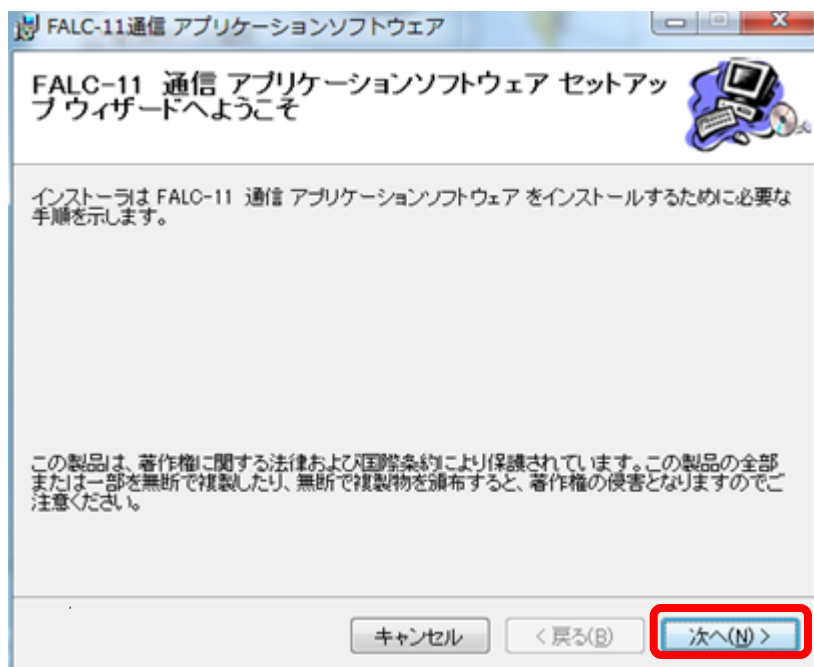 FALC-11通信 アプリケーションソフトウェア
FALC-11 通信 アプリケーションソフトウェア セットアッ
プ ウィザードへようこそ
インストーラは FALC-11 通信 アプリケーションソフトウェア をインストールするために必要な
手順を示します。
この製品は、著作権に関する法律および国際条約により保護されています。この製品の全部
または一部を無断で複製したり、無断で複製物を頒布すると、著作権の侵害となりますのでご
注意ください。
キャンセル
< 戻る(B)
次へ(N) >